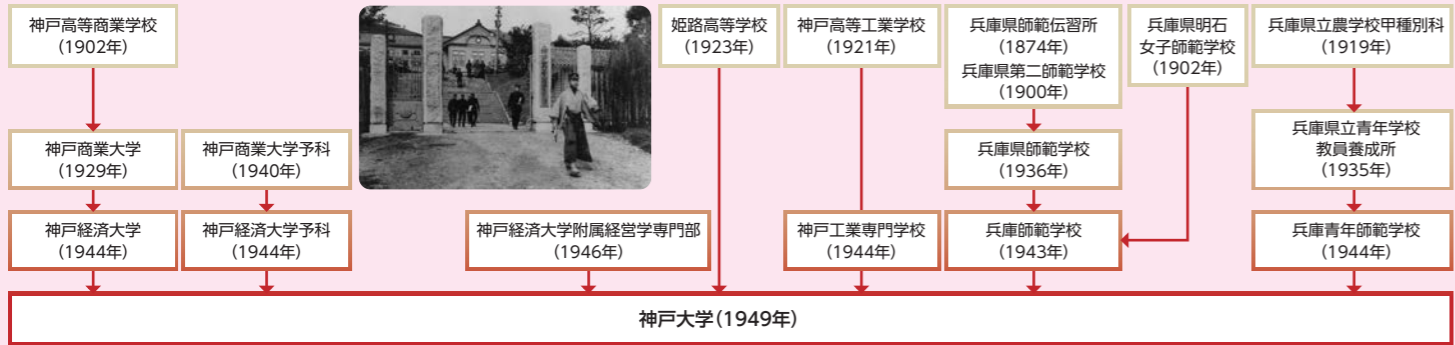 神戸高等商業学校
(1902年)
姫路高等学校
(1923年)
神戸高等工業学校
(1921年)
兵庫県師範伝習所
(1874年)
兵庫県第二師範学校
(1900年)
兵庫県明石
女子師範学校
(1902年)
兵庫県立農学校甲種別科
(1919年)
神戸商業大学
(1929年)
神戸商業大学予科
(1940年)
兵庫県師範学校
(1936年)
兵庫県立青年学校
教員養成所
(1935年)
神戸経済大学
(1944年)
神戸経済大学予科
(1944年)
神戸経済大学附属経営学専門部
(1946年)
神戸工業専門学校
(1944年)
兵庫師範学校
(1943年)
兵庫青年師範学校
(1944年)
神戸大学(1949年)